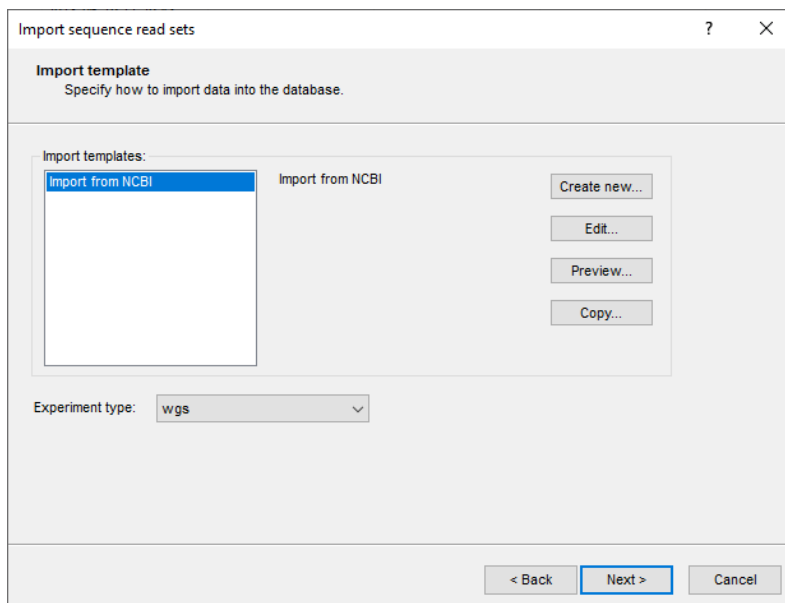 Import sequence read sets
?
Import template
Specify how to import data into the database.
Import templates:
Import from NCBI
Import from NCBI
Create new...
Edit...
Preview...
Copy...
Experiment type:
wgs
< Back
Next >
Cancel